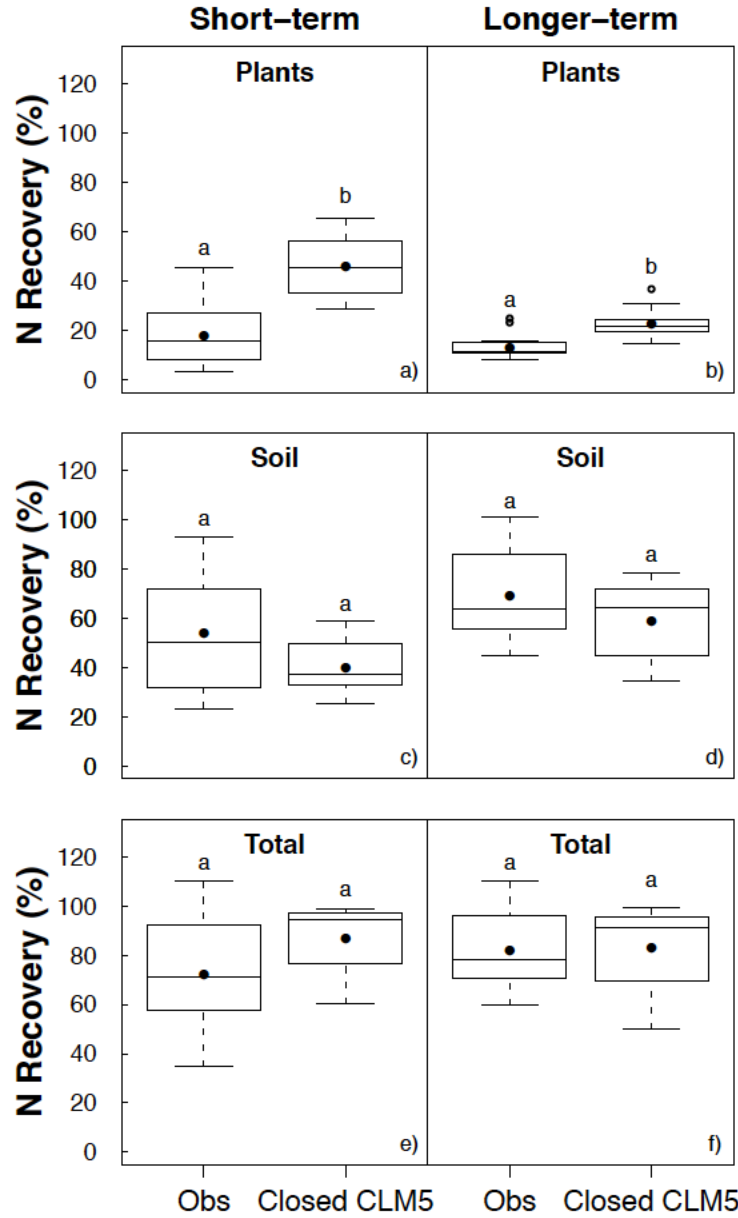 Short–term Longer–term
Plants Plants
N Recovery (%)
120
100
80
60
40
20
0
a b a b
a) b)
Soil Soil
N Recovery (%)
120
100
80
60
40
20
0
a a a a
c) d)
Total Total
N Recovery (%)
120
100
80
60
40
20
0
a a a a
e) f)
Obs Closed CLM5 Obs Closed CLM5